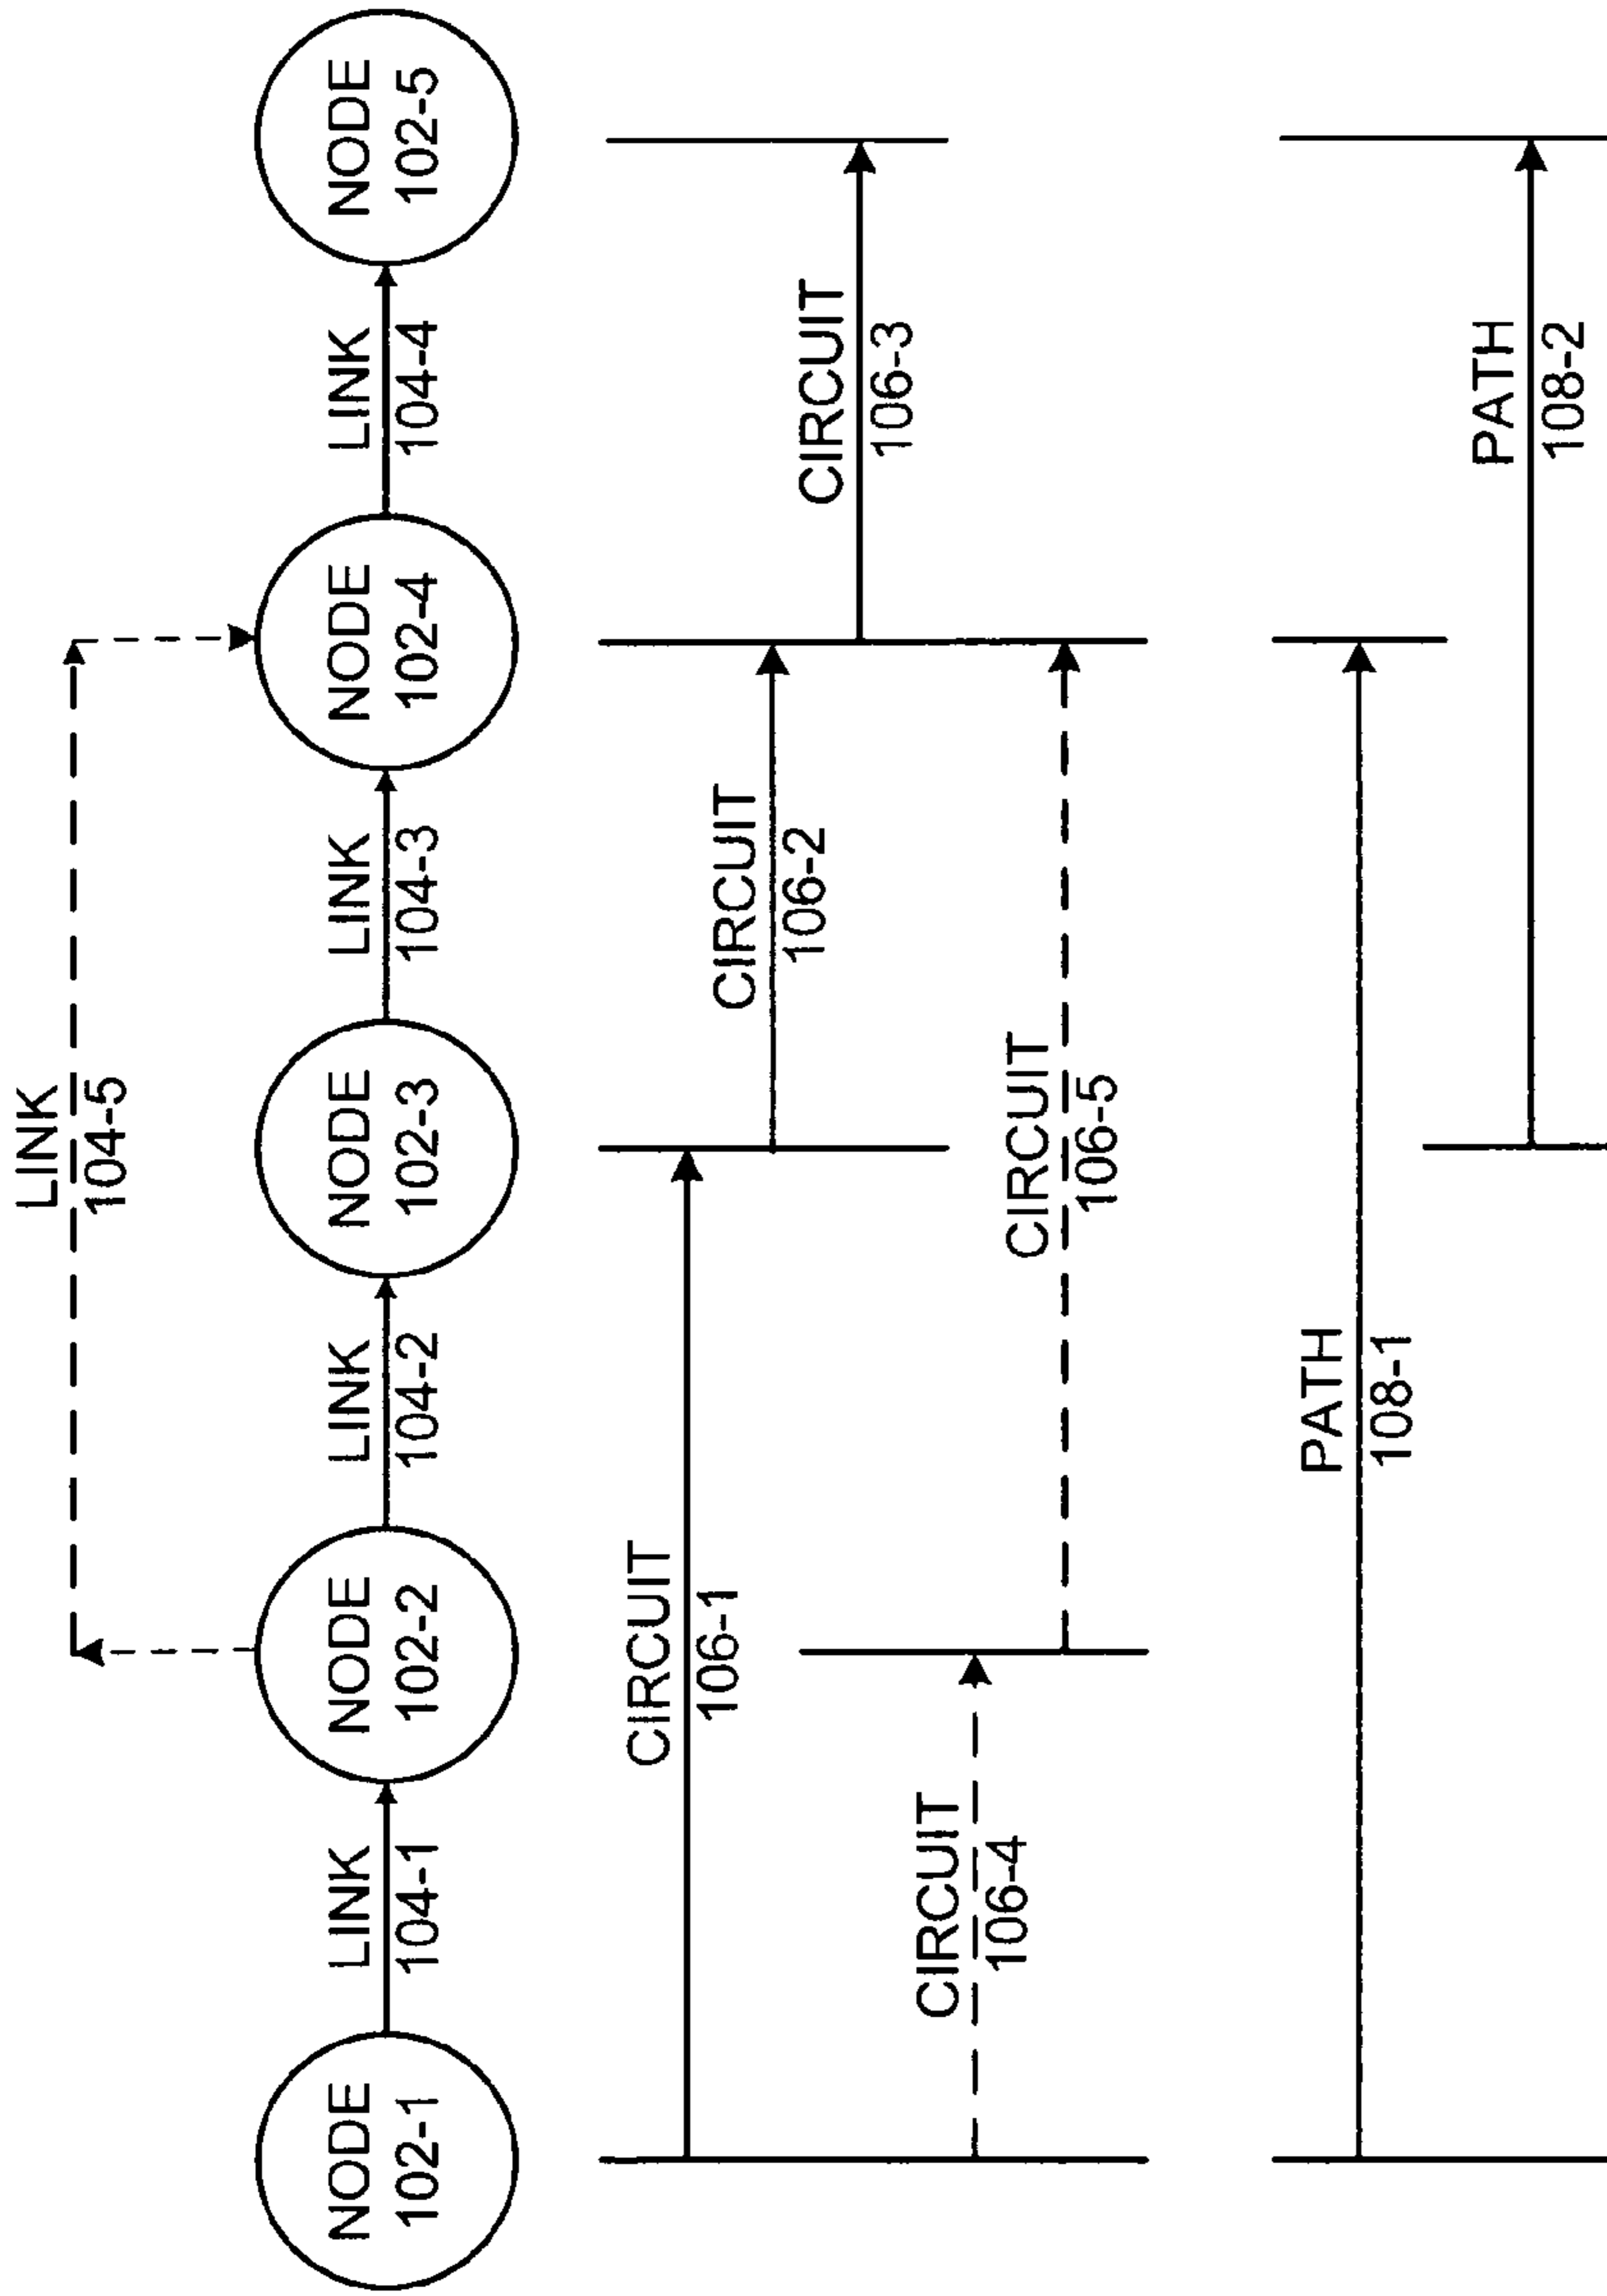 LINK
104-5
NODE
102-1
LINK
104-1
NODE
102-2
LINK
104-2
NODE
102-3
LINK
104-3
NODE
102-4
LINK
104-4
NODE
102-5
CIRCUIT
106-1
CIRCUIT
106-2
CIRCUIT
106-3
CIRCUIT
106-4
CIRCUIT
106-5
PATH
108-1
PATH
108-2